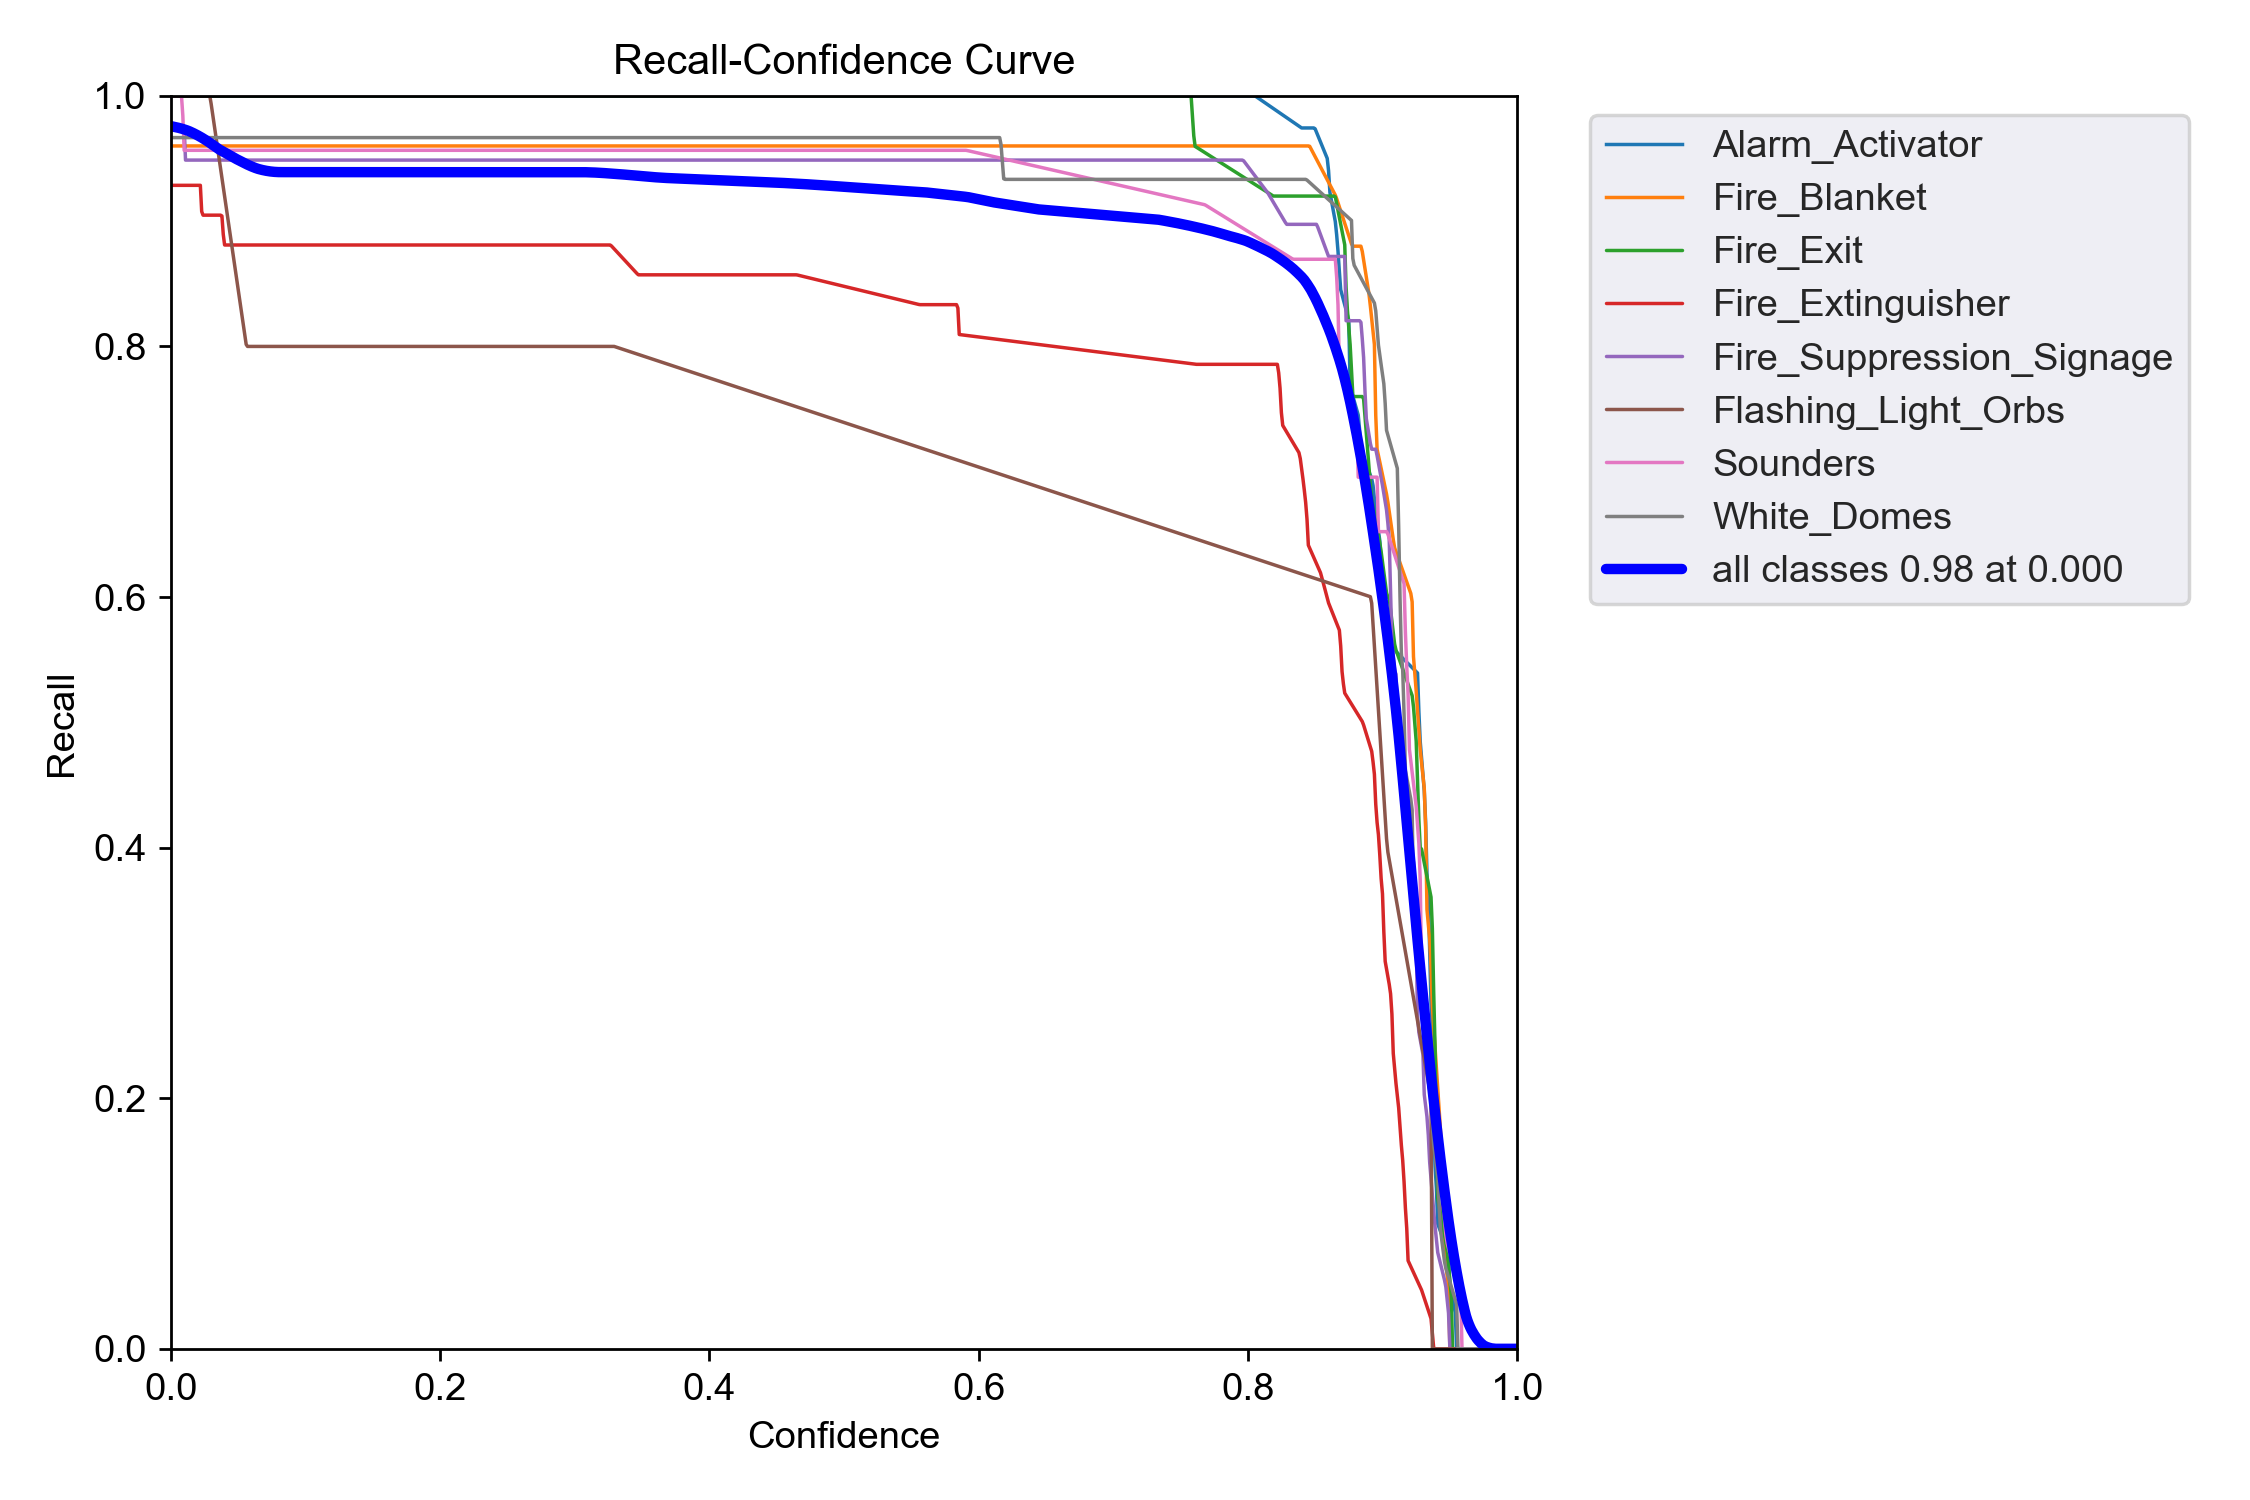 Recall-Confidence Curve
1.0
0.8
0.6
0.4
0.2
0.0
Recall
0.0 0.2 0.4 0.6 0.8 1.0
Confidence
Alarm_Activator
Fire_Blanket
Fire_Exit
Fire_Extinguisher
Fire_Suppression_Signage
Flashing_Light_Orbs
Sounders
White_Domes
all classes 0.98 at 0.000